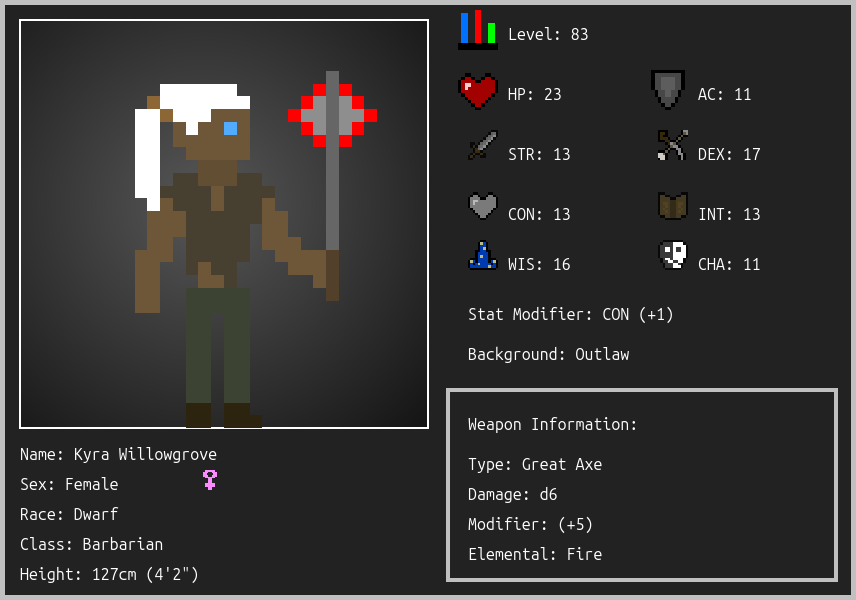 Level: 83
HP: 23
AC: 11
STR: 13
DEX: 17
CON: 13
INT: 13
WIS: 16
CHA: 11
Stat Modifier: CON (+1)
Background: Outlaw
Weapon Information:
Type: Great Axe
Damage: d6
Modifier: (+5)
Elemental: Fire
Name: Kyra Willowgrove
Sex: Female
Race: Dwarf
Class: Barbarian
Height: 127cm (4'2")